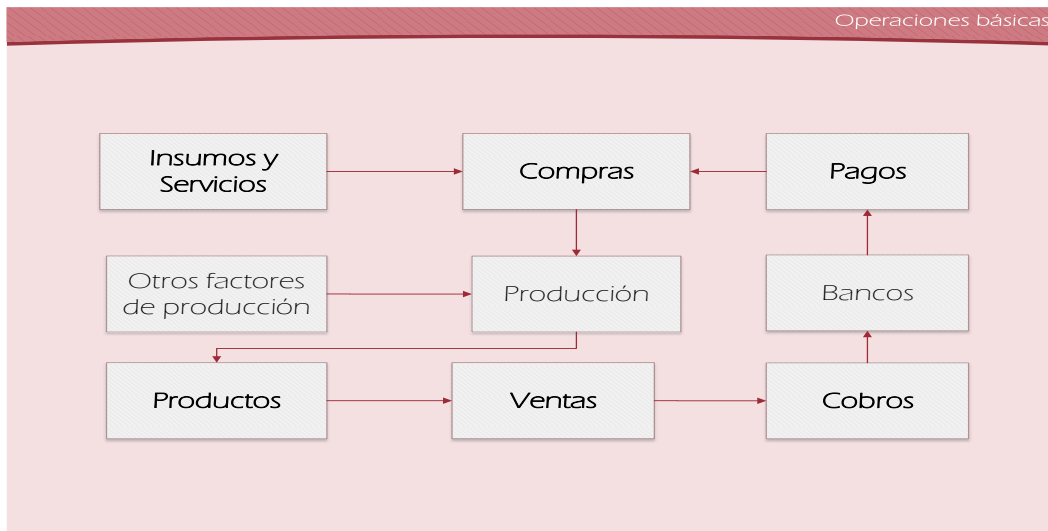 Operaciones básicas
Insumos y
Servicios
Compras
Pagos
Otros factores
de producción
Producción
Bancos
Productos
Ventas
Cobros